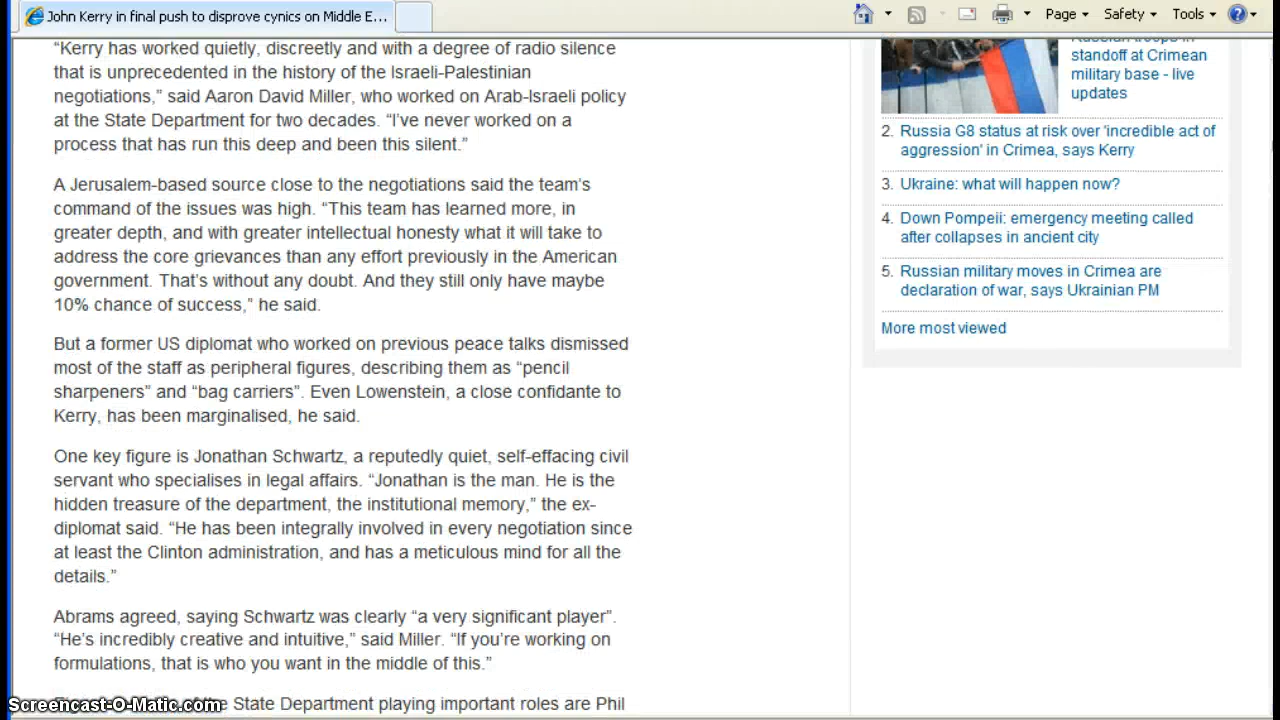 John Kerry in final push to disprove cynics on Middle E...
Page
Safety
Tools
“Kerry has worked quietly, discreetly and with a degree of radio silence
that is unprecedented in the history of the Israeli-Palestinian
negotiations,” said Aaron David Miller, who worked on Arab-Israeli policy
at the State Department for two decades. “I’ve never worked on a
process that has run this deep and been this silent.”
A Jerusalem-based source close to the negotiations said the team’s
command of the issues was high. “This team has learned more, in
greater depth, and with greater intellectual honesty what it will take to
address the core grievances than any effort previously in the American
government. That’s without any doubt. And they still only have maybe
10% chance of success,” he said.
But a former US diplomat who worked on previous peace talks dismissed
most of the staff as peripheral figures, describing them as “pencil
sharpeners” and “bag carriers”. Even Lowenstein, a close confidante to
Kerry, has been marginalised, he said.
One key figure is Jonathan Schwartz, a reputedly quiet, self-effacing civil
servant who specialises in legal affairs. “Jonathan is the man. He is the
hidden treasure of the department, the institutional memory,” the ex-
diplomat said. “He has been integrally involved in every negotiation since
at least the Clinton administration, and has a meticulous mind for all the
details.”
Abrams agreed, saying Schwartz was clearly “a very significant player”.
“He’s incredibly creative and intuitive,” said Miller. “If you’re working on
formulations, that is who you want in the middle of this.”
State Department playing important roles are Phil
Russian troops in
standoff at Crimean
military base - live
updates
2. Russia G8 status at risk over 'incredible act of
aggression' in Crimea, says Kerry
3. Ukraine: what will happen now?
4. Down Pompeii: emergency meeting called
after collapses in ancient city
5. Russian military moves in Crimea are
declaration of war, says Ukrainian PM
More most viewed
Screencast-O-Matic.com